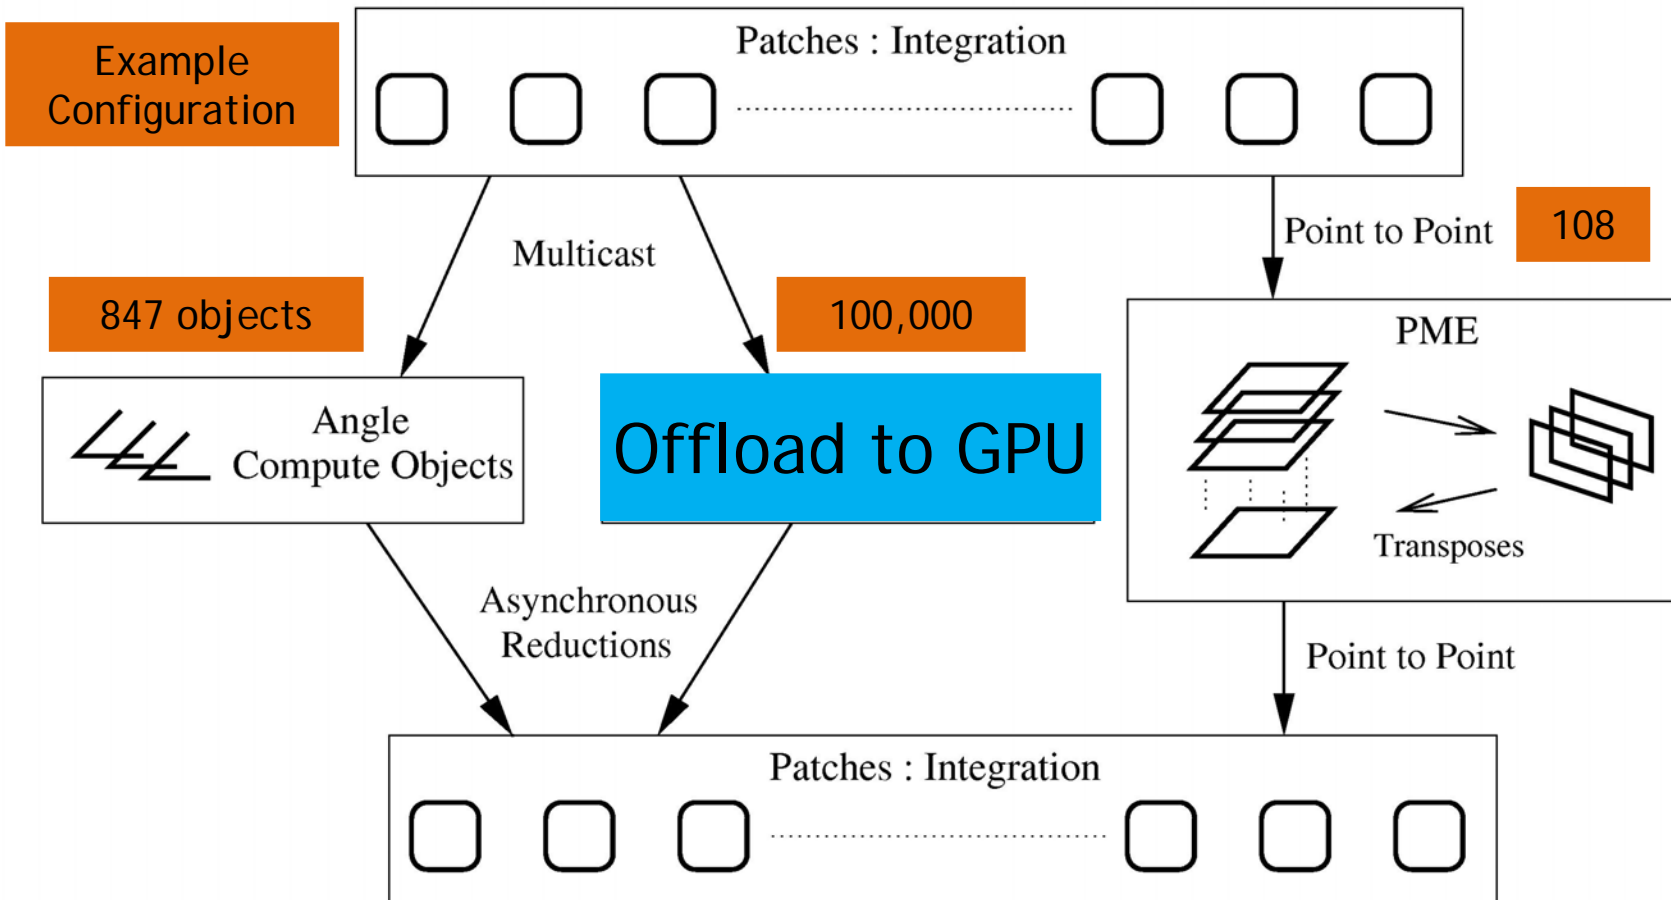 Example
Configuration
Patches : Integration
Multicast
Point to Point
108
847 objects
100,000
PME
Angle
Compute Objects
Offload to GPU
Transposes
Asynchronous
Reductions
Point to Point
Patches : Integration